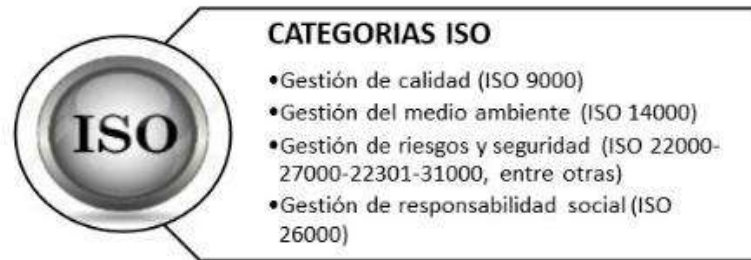 ISO
CATEGORIAS ISO
•Gestión de calidad (ISO 9000)
•Gestión del medio ambiente (ISO 14000)
•Gestión de riesgos y seguridad (ISO 22000-
27000-22301-31000, entre otras)
•Gestión de responsabilidad social (ISO
26000)